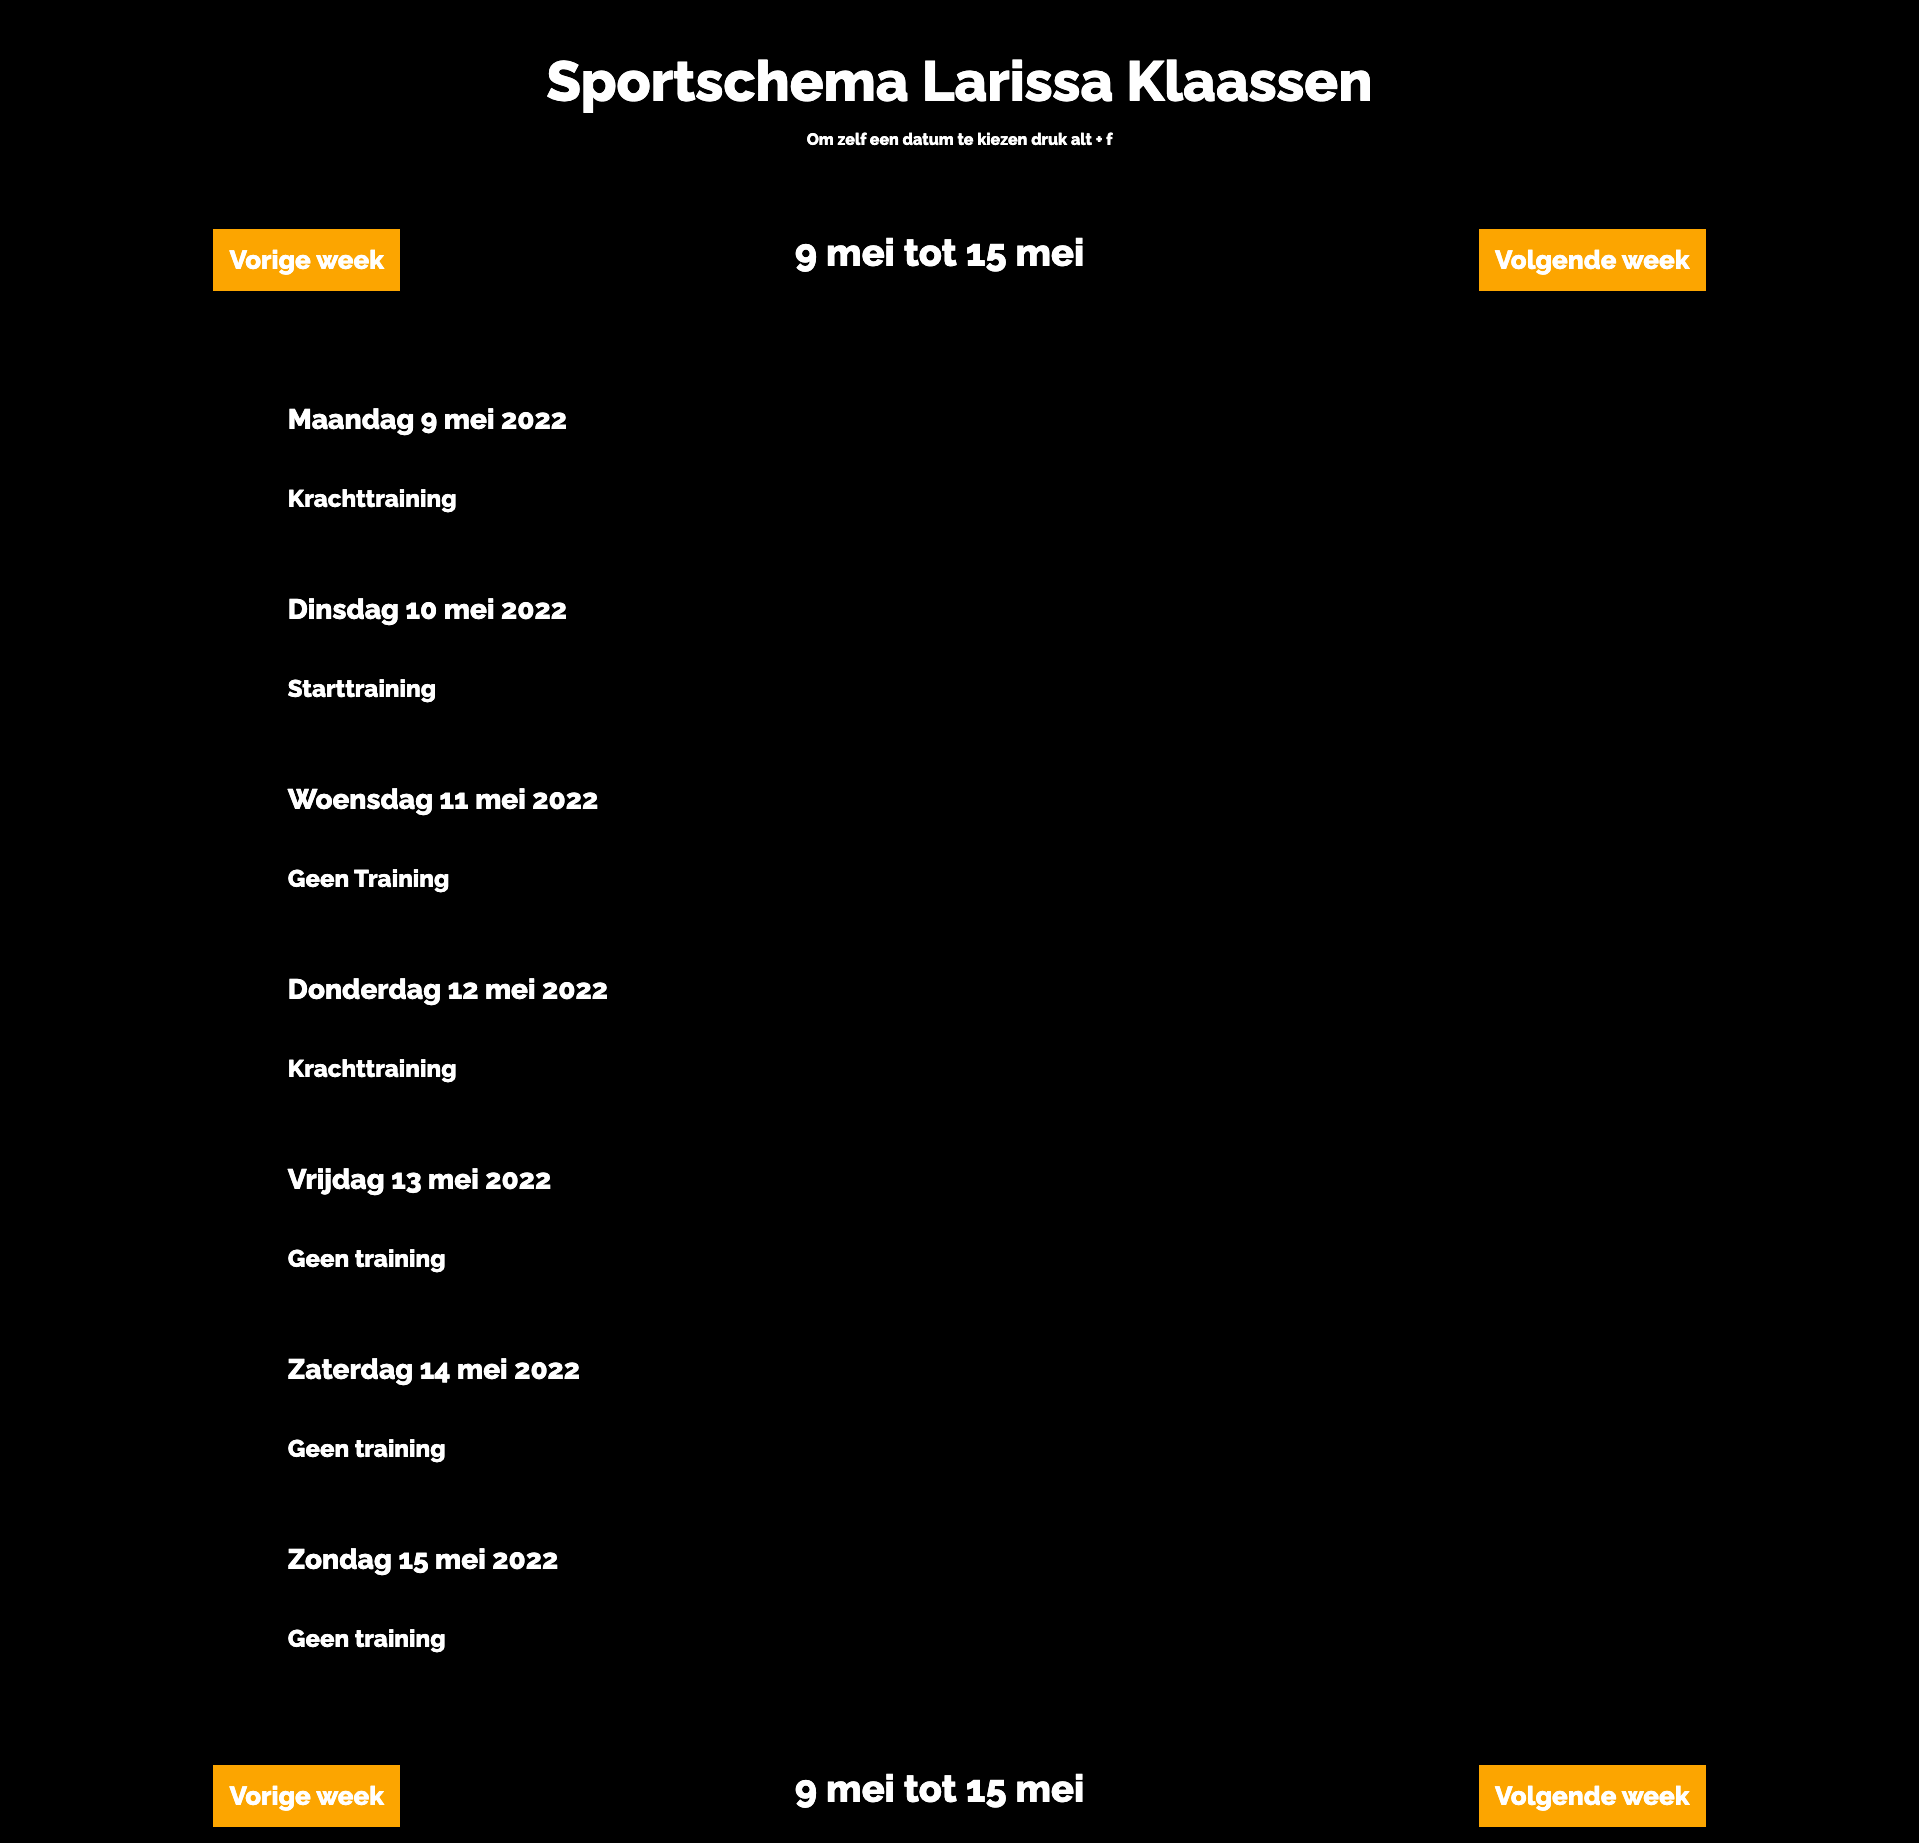 Sportschema Larissa Klaassen
Om zelf een datum te kiezen druk alt + f
Vorige week
9 mei tot 15 mei
Volgende week
Maandag 9 mei 2022
Krachttraining
Dinsdag 10 mei 2022
Starttraining
Woensdag 11 mei 2022
Geen Training
Donderdag 12 mei 2022
Krachttraining
Vrijdag 13 mei 2022
Geen training
Zaterdag 14 mei 2022
Geen training
Zondag 15 mei 2022
Geen training
Vorige week
9 mei tot 15 mei
Volgende week